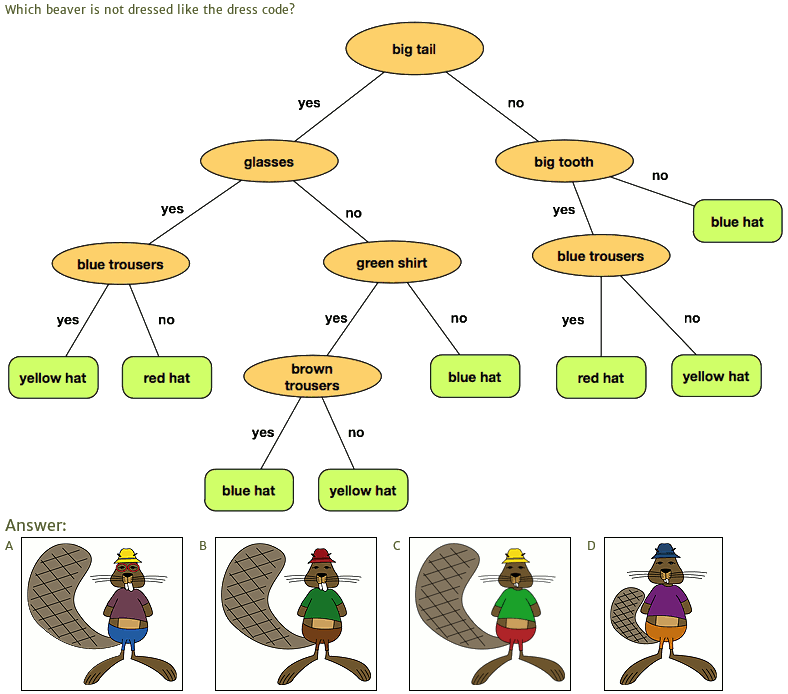 Which beaver is not dressed like the dress code?
big tail
yes
no
glasses
big tooth
yes
no
yes
no
blue hat
blue trousers
green shirt
blue trousers
yes
no
yes
no
yes
no
yellow hat
red hat
brown
trousers
blue hat
red hat
yellow hat
yes
no
blue hat
yellow hat
Answer:
A
B
C
D